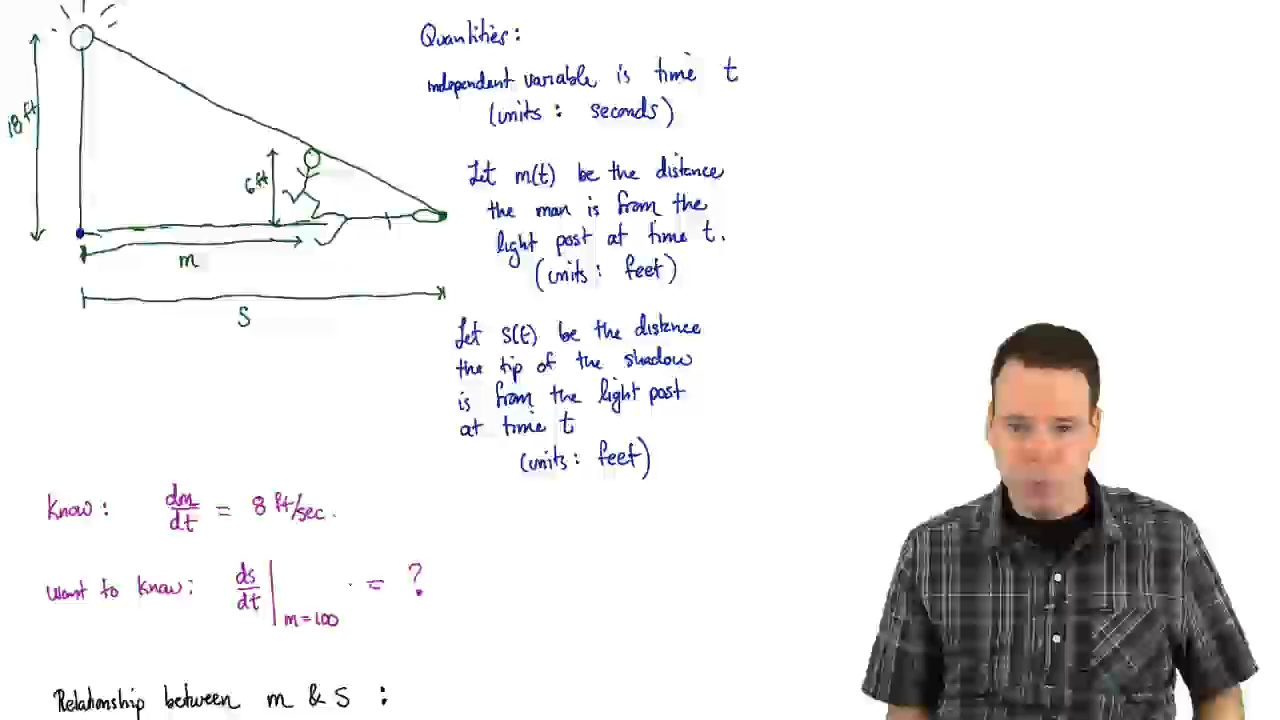 18 ft
6 ft
m
S
Quantities:
independent variable is time t
(units: seconds)
Let m(t) be the distance
the man is from the
light post at time t.
(units: feet)
Let s(t) be the distance
the tip of the shadow
is from the light post
at time t
(units: feet)
Know: dm/dt = 8 ft/sec.
Want to know: ds/dt | m=100 = ?
Relationship between m & S :